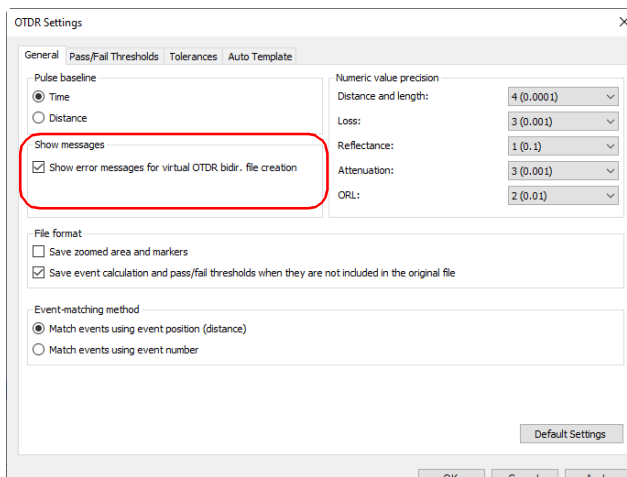 OTDR Settings
General Pass/Fail Thresholds Tolerances Auto Template
Pulse baseline
Time
Distance
Show messages
Show error messages for virtual OTDR bidir. file creation
Numeric value precision
Distance and length: 4 (0.0001)
Loss: 3 (0.001)
Reflectance: 1 (0.1)
Attenuation: 3 (0.001)
ORL: 2 (0.01)
File format
Save zoomed area and markers
Save event calculation and pass/fail thresholds when they are not included in the original file
Event-matching method
Match events using event position (distance)
Match events using event number
Default Settings